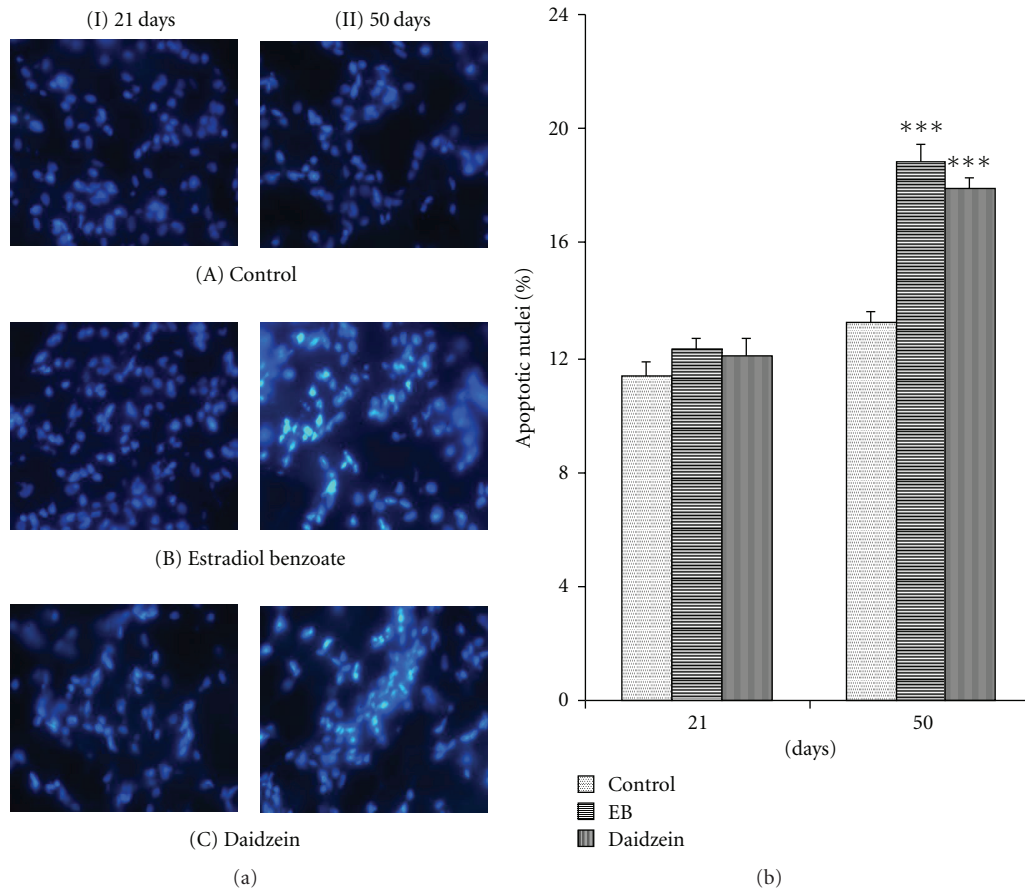 (I) 21 days
(II) 50 days
(A) Control
(B) Estradiol benzoate
(C) Daidzein
(a)
24
20
16
12
8
4
0
Apoptotic nuclei (%)
***
***
21
50
(days)
Control
EB
Daidzein
(b)